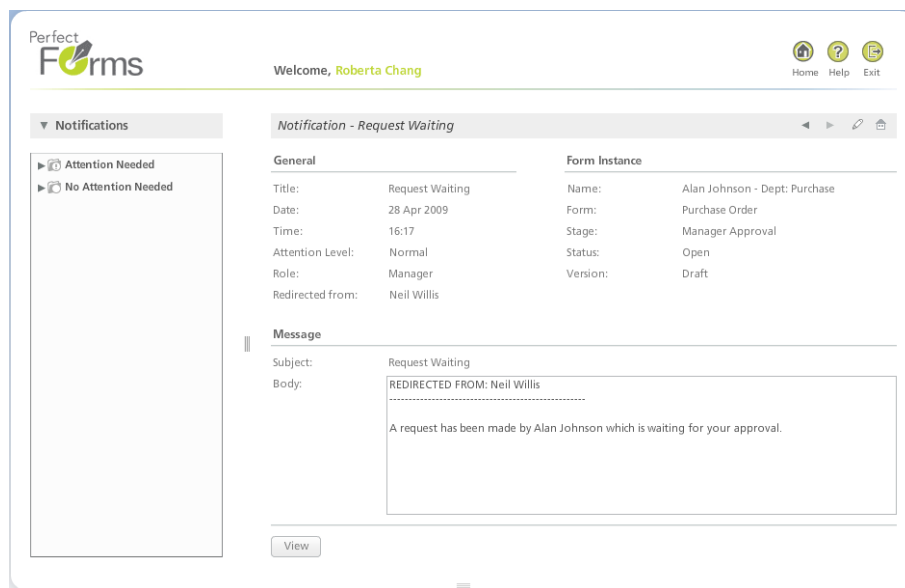 Perfect
Forms
Welcome, Roberta Chang
Home Help Exit
Notifications
Notification - Request Waiting
Attention Needed
No Attention Needed
General
Title: Request Waiting
Date: 28 Apr 2009
Time: 16:17
Attention Level: Normal
Role: Manager
Redirected from: Neil Willis
Form Instance
Name: Alan Johnson - Dept: Purchase
Form: Purchase Order
Stage: Manager Approval
Status: Open
Version: Draft
Message
Subject: Request Waiting
Body: REDIRECTED FROM: Neil Willis
----------------------------------------------------
A request has been made by Alan Johnson which is waiting for your approval.
View